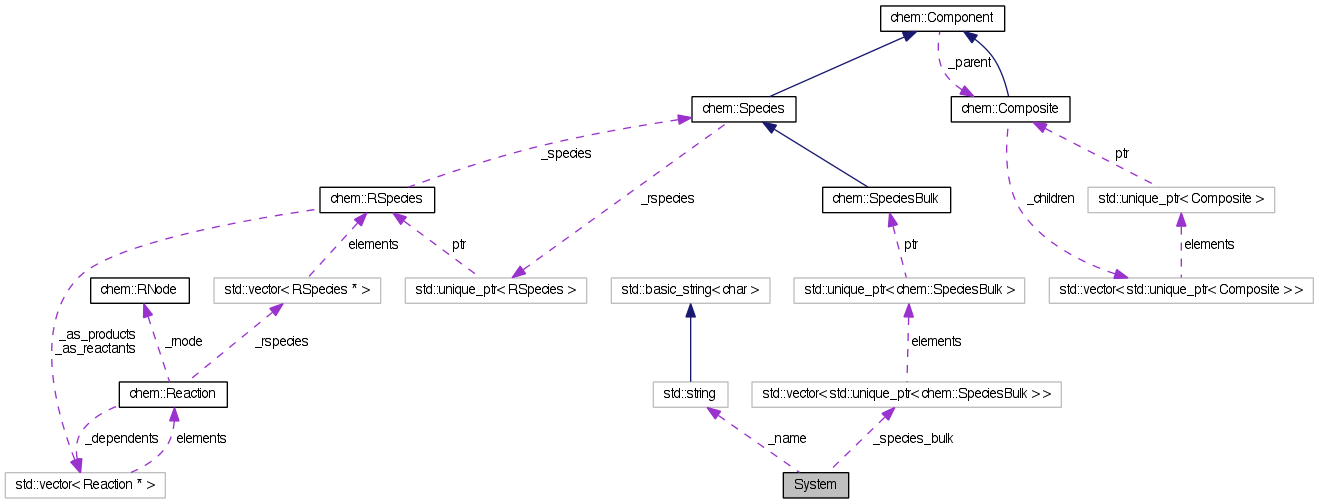 chem::Component
_parent
chem::Species
chem::Composite
_species
ptr
chem::RSpecies
_rspecies
chem::SpeciesBulk
_children
std::unique_ptr< Composite >
elements
ptr
ptr
elements
chem::RNode
std::vector< RSpecies * >
std::unique_ptr< RSpecies >
std::basic_string< char >
std::unique_ptr< chem::SpeciesBulk >
std::vector< std::unique_ptr< Composite > >
_as_products
_as_reactants
_rnode
_rspecies
elements
chem::Reaction
std::string
std::vector< std::unique_ptr< chem::SpeciesBulk > >
_dependents
elements
_name
_species_bulk
std::vector< Reaction * >
System